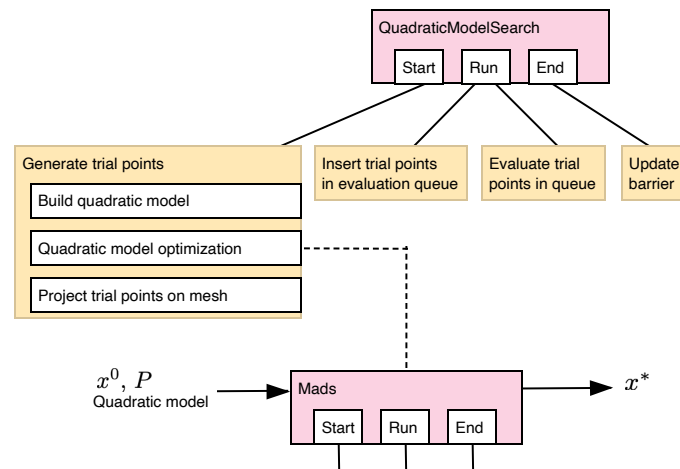 QuadraticModelSearch
Start Run End
Generate trial points
Build quadratic model
Quadratic model optimization
Project trial points on mesh
Insert trial points
in evaluation queue
Evaluate trial
points in queue
Update
barrier
x⁰, P
Quadratic model
Mads
Start Run End
x*